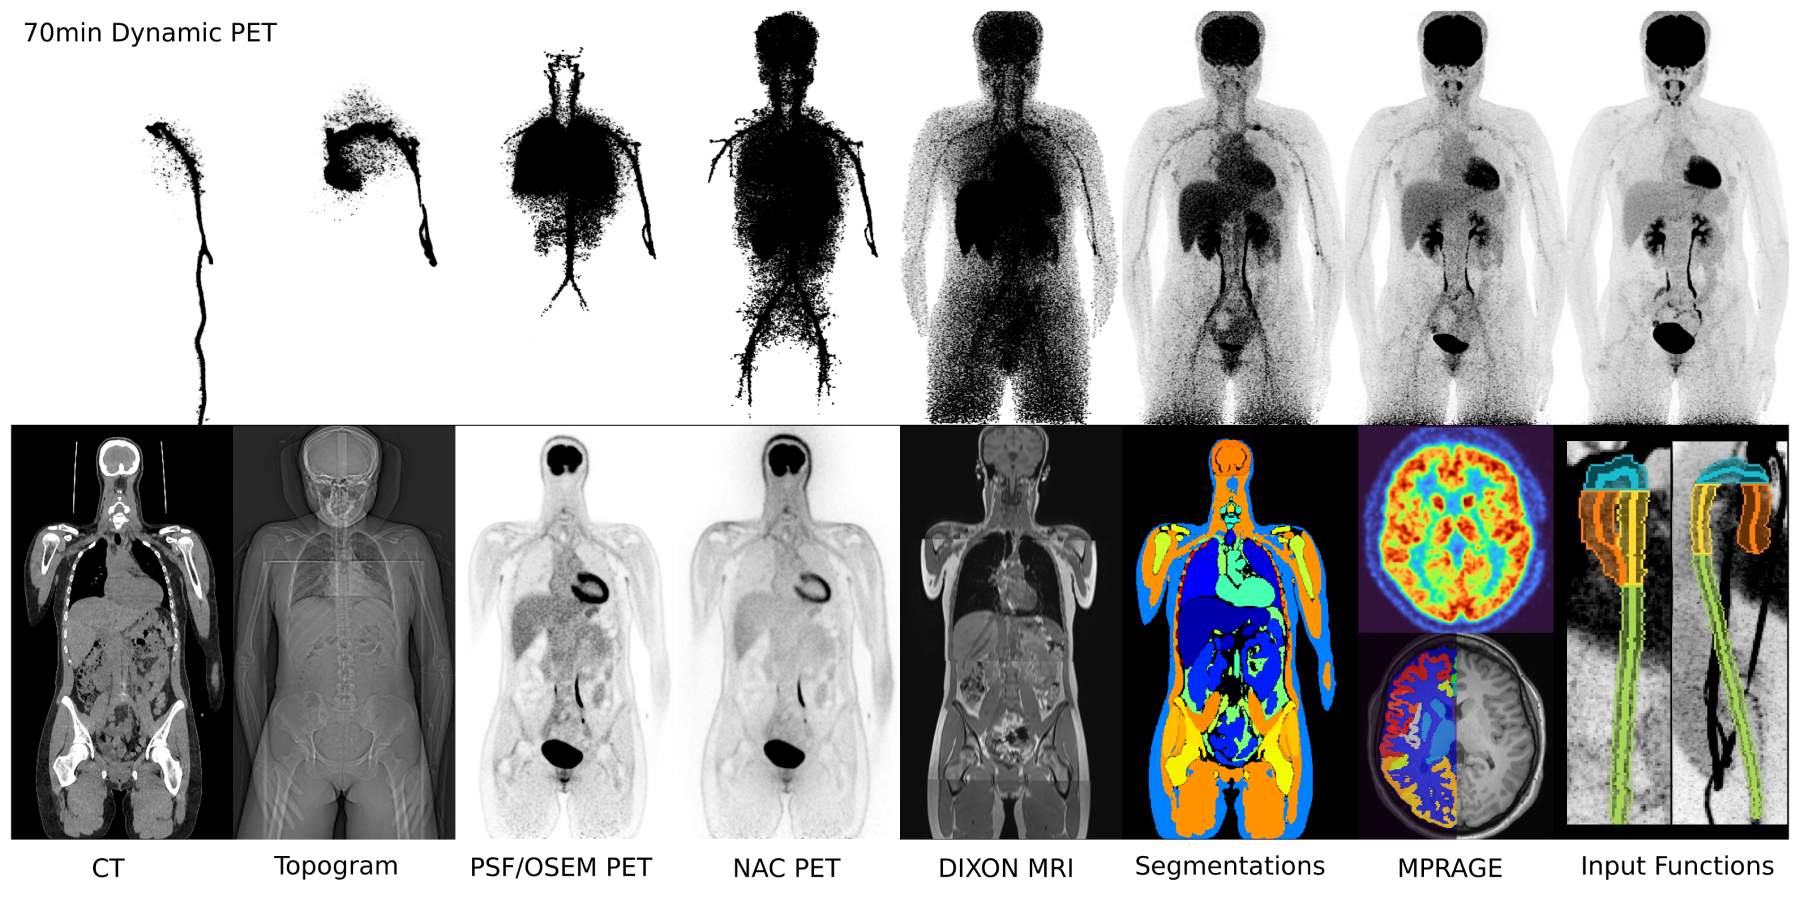 70min Dynamic PET
CT
Topogram
PSF/OSEM PET
NAC PET
DIXON MRI
Segmentations
MPRAGE
Input Functions